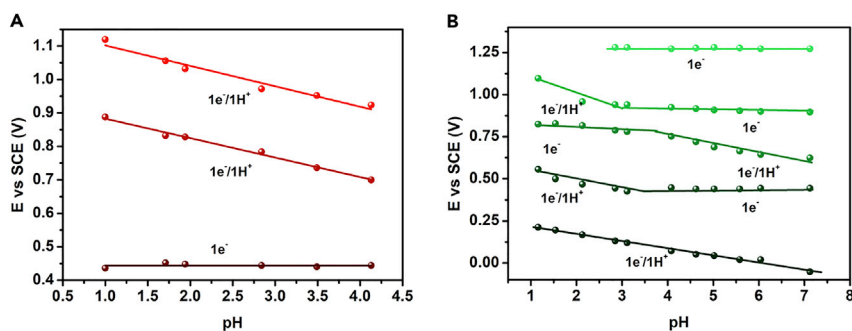 A
E vs SCE (V)
1.1
1.0
0.9
0.8
0.7
0.6
0.5
0.4
1e⁻/1H⁺
1e⁻/1H⁺
1e⁻
0.5 1.0 1.5 2.0 2.5 3.0 3.5 4.0 4.5
pH
B
E vs SCE (V)
1.25
1.00
0.75
0.50
0.25
0.00
1e⁻
1e⁻/1H⁺
1e⁻
1e⁻
1e⁻/1H⁺
1e⁻/1H⁺
1e⁻
1e⁻/1H⁺
1 2 3 4 5 6 7 8
pH